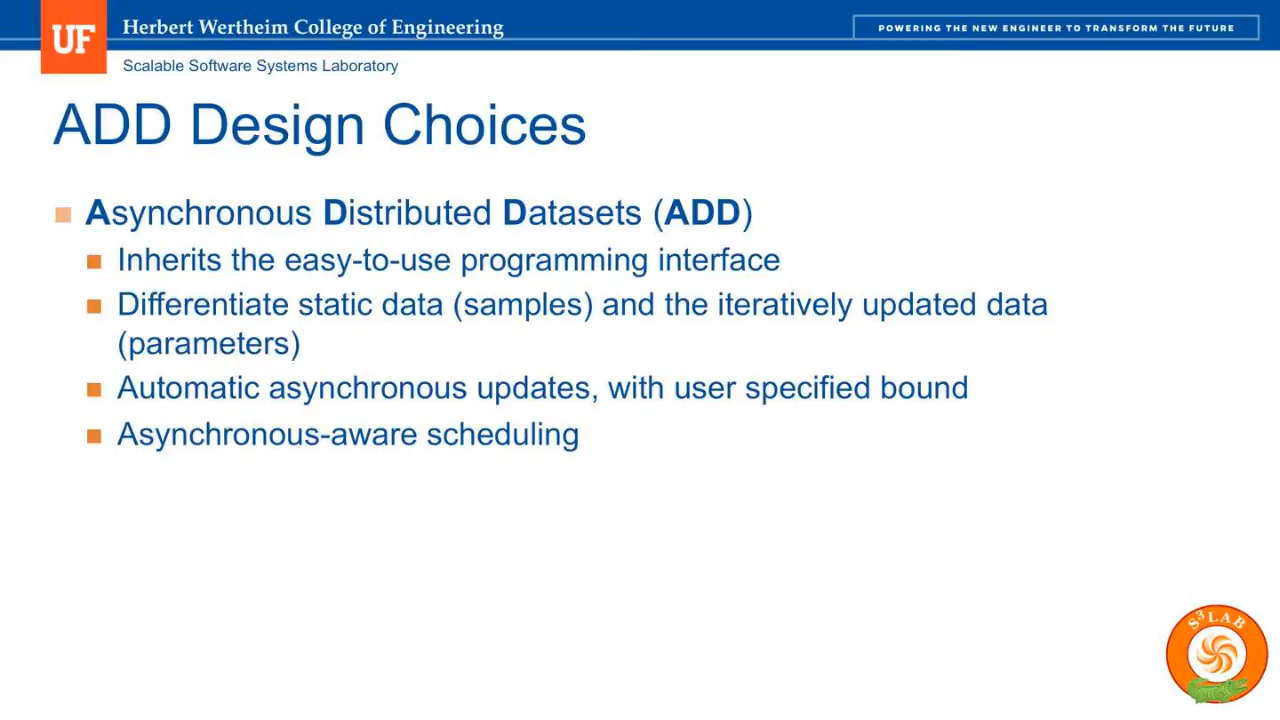 UF
Herbert Wertheim College of Engineering
POWERING THE NEW ENGINEER TO TRANSFORM THE FUTURE
Scalable Software Systems Laboratory
ADD Design Choices
Asynchronous Distributed Datasets (ADD)
Inherits the easy-to-use programming interface
Differentiate static data (samples) and the iteratively updated data
(parameters)
Automatic asynchronous updates, with user specified bound
Asynchronous-aware scheduling
S³LAB